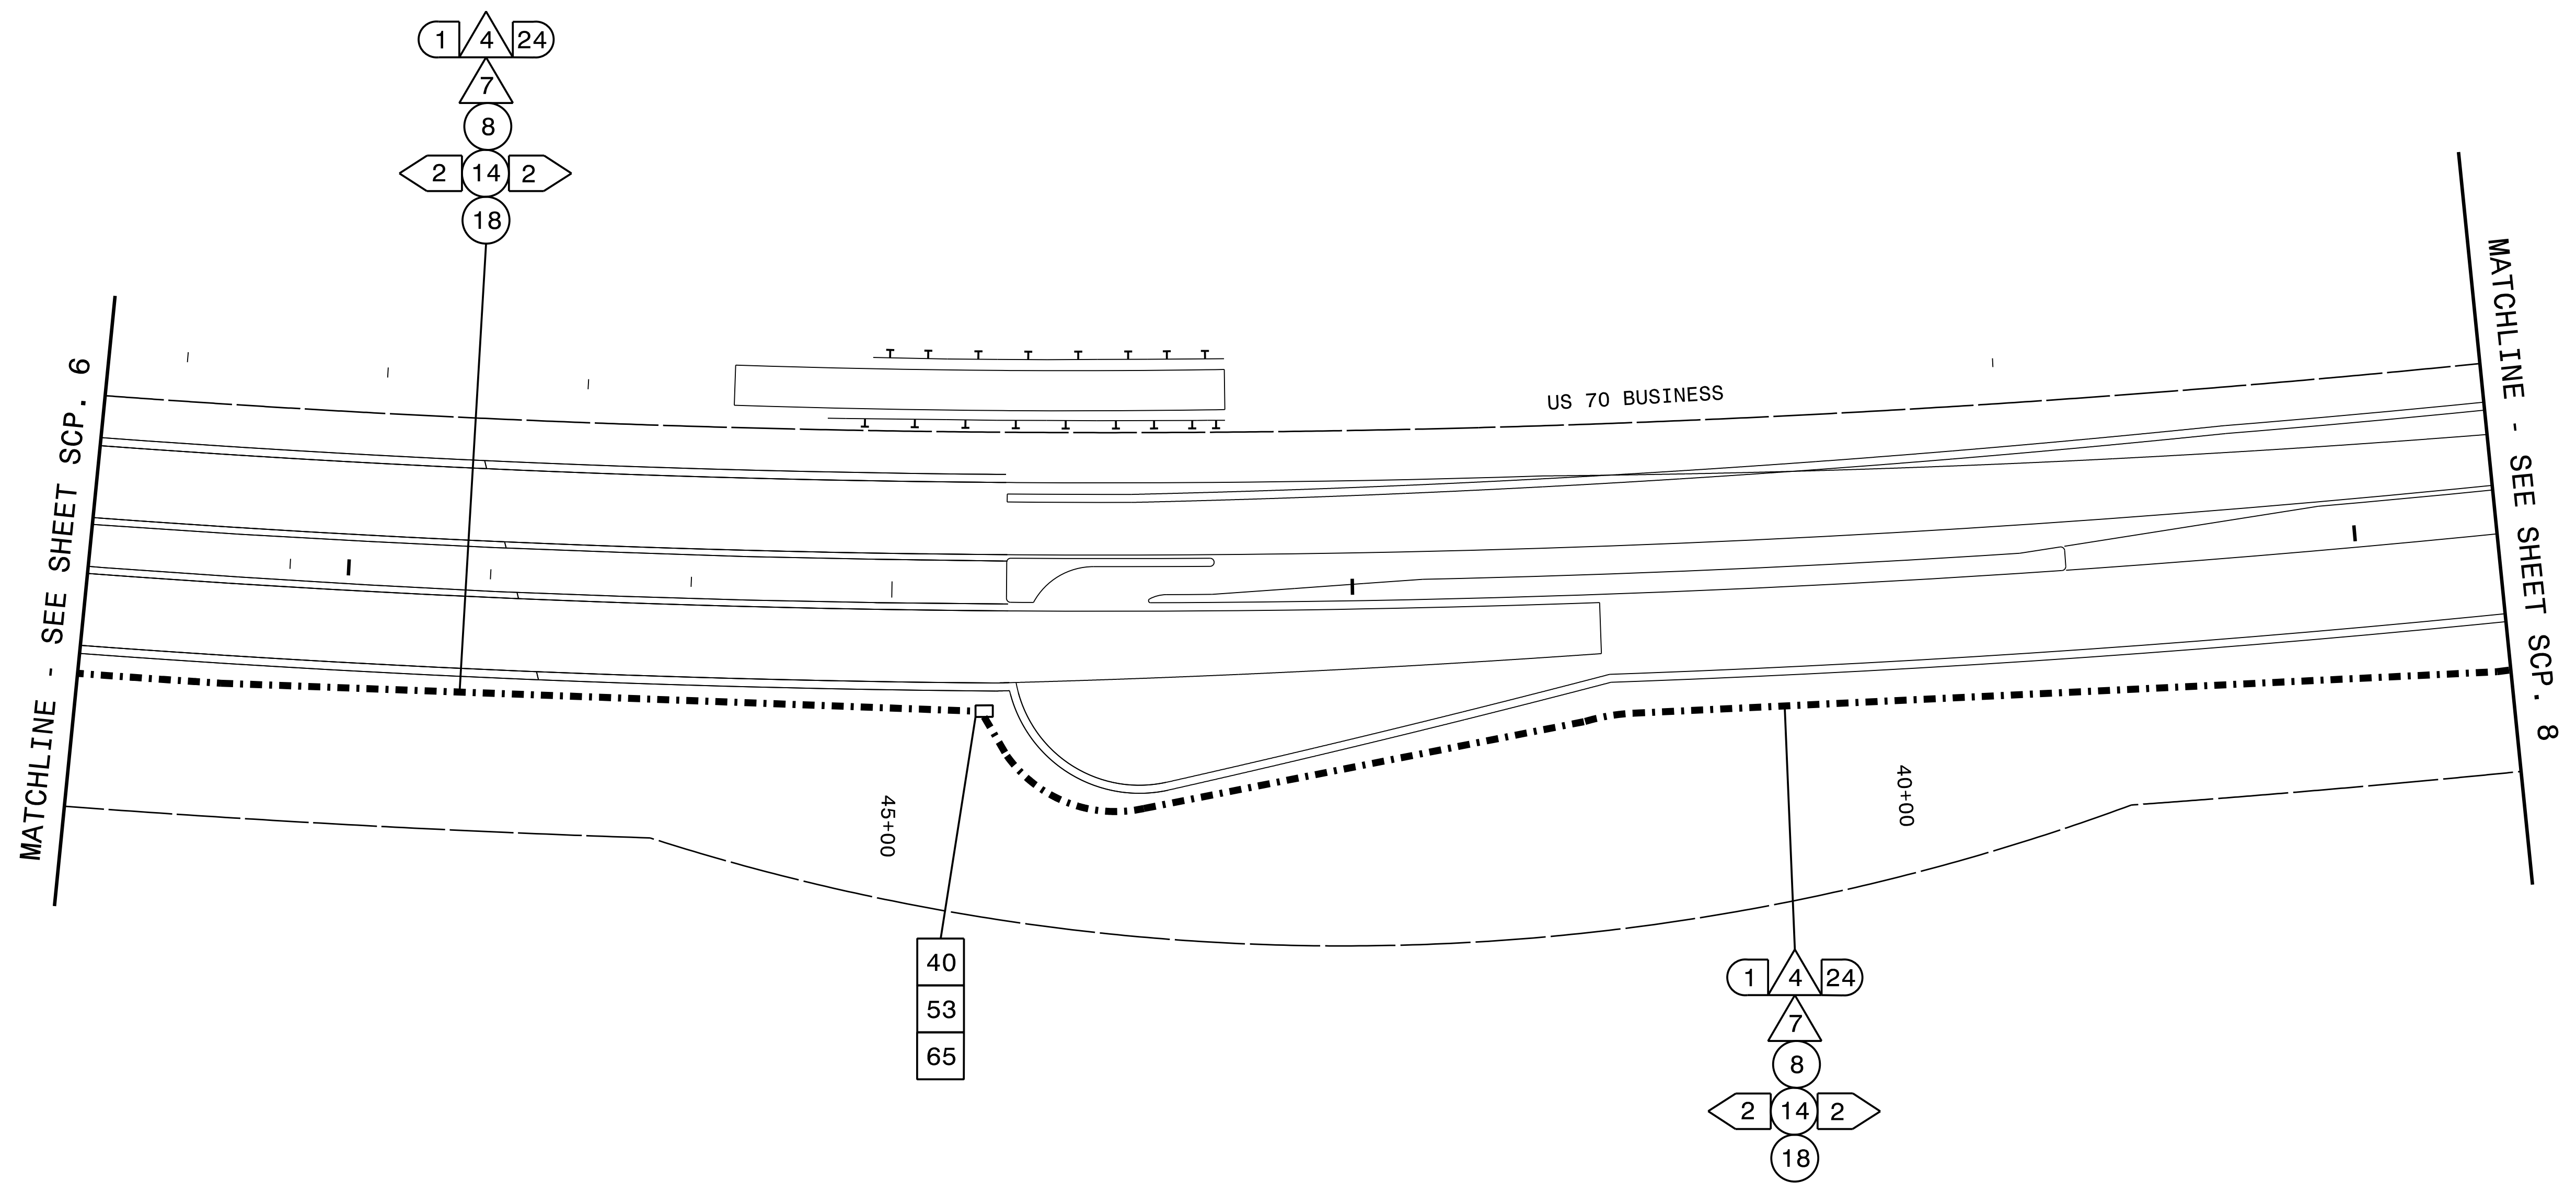 1 4 24
7
8
2 14 2
18
MATCHLINE - SEE SHEET SCP. 6
US 70 BUSINESS
MATCHLINE - SEE SHEET SCP. 8
45+00
40+00
40
53
65
1 4 24
7
8
2 14 2
18